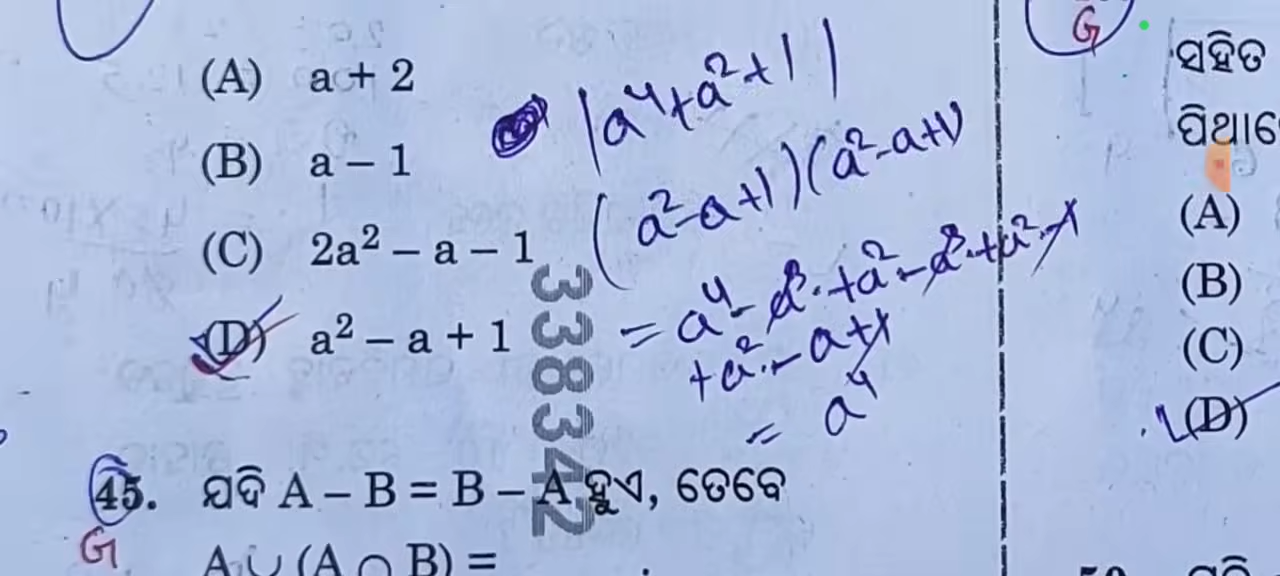 (A) a + 2
(B) a – 1
(C) 2a² – a – 1
(D) a² – a + 1
|a⁴+a²+1|
(a²-a+1)(a²-a+1)
= a⁴-a³+a²-a³+a²-1
+a²-a+1
= a⁴
338342
45. ଯଦି A – B = B – A ହୁଏ, ତେବେ
G
A ∪ (A ∩ B) =
G
ସହିତ
(A)
(B)
(C)
(D)